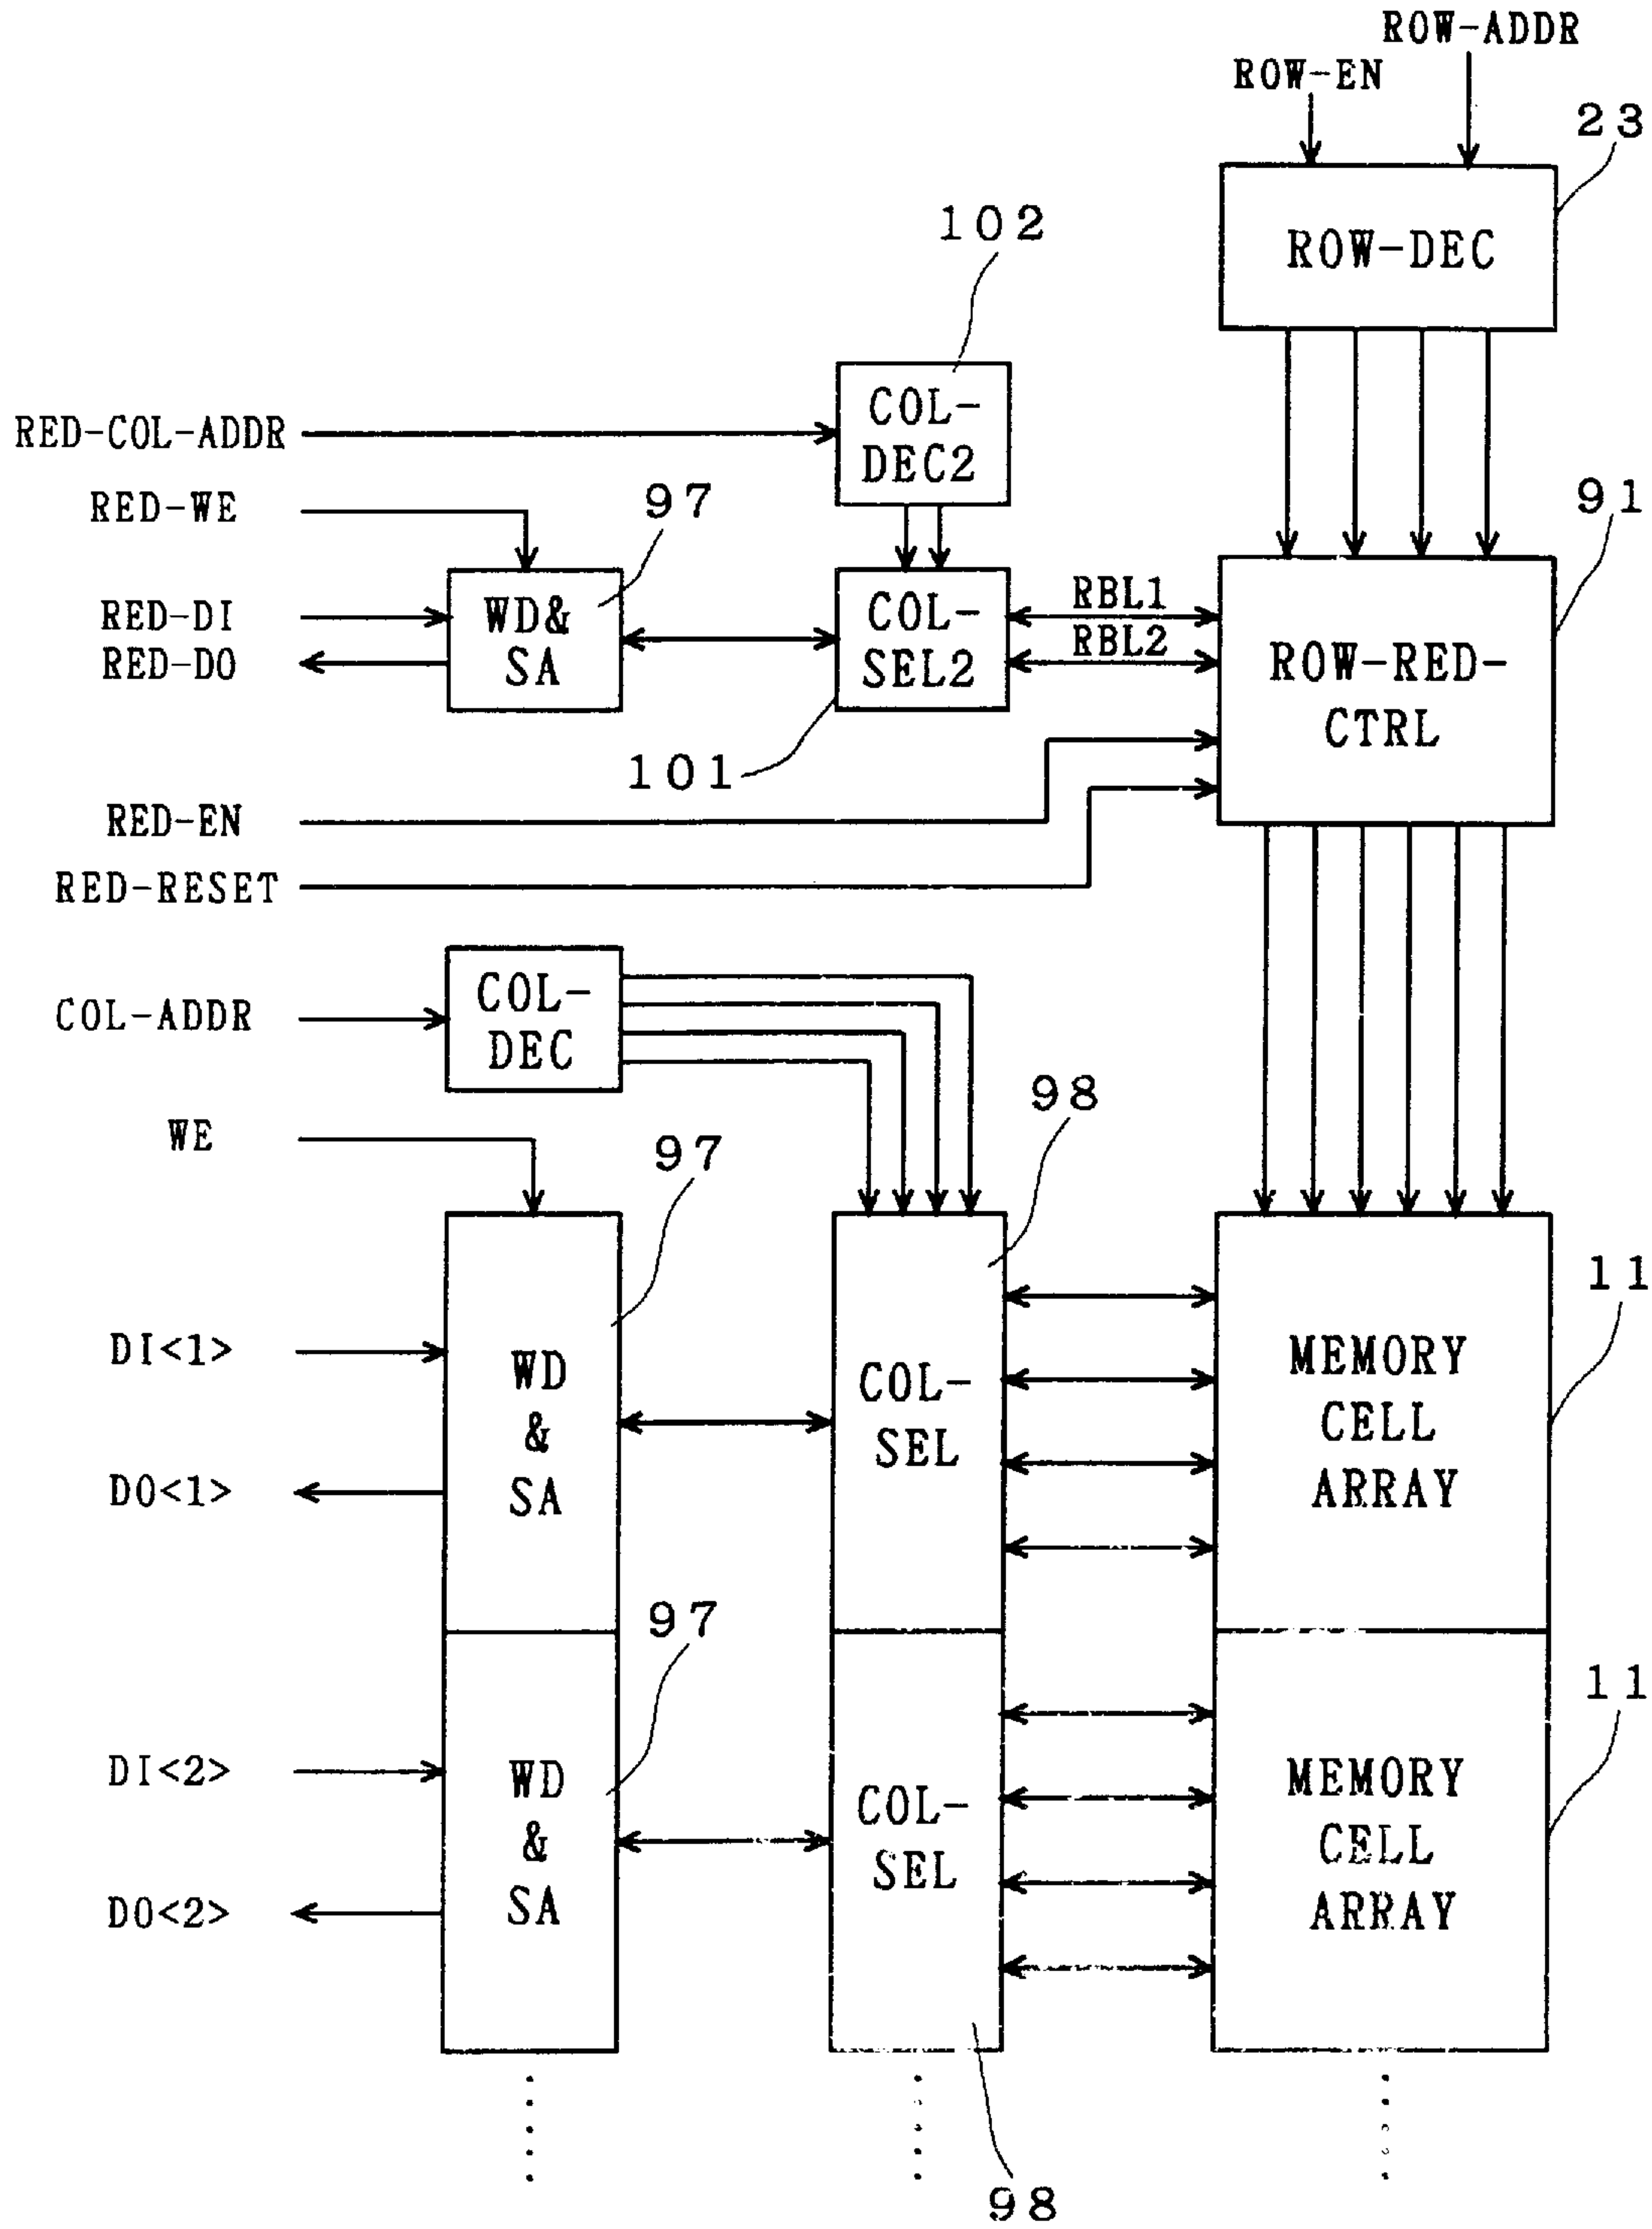 ROW-ADDR
ROW-EN
23
ROW-DEC
102
COL-
DEC2
RED-COL-ADDR
RED-WE
97
91
RED-DI
RED-DO
WD&
SA
COL-
SEL2
RBL1
RBL2
ROW-RED-
CTRL
101
RED-EN
RED-RESET
COL-ADDR
COL-
DEC
WE
97
98
11
DI<1>
DO<1>
WD
&
SA
COL-
SEL
MEMORY
CELL
ARRAY
97
11
DI<2>
DO<2>
WD
&
SA
COL-
SEL
MEMORY
CELL
ARRAY
98